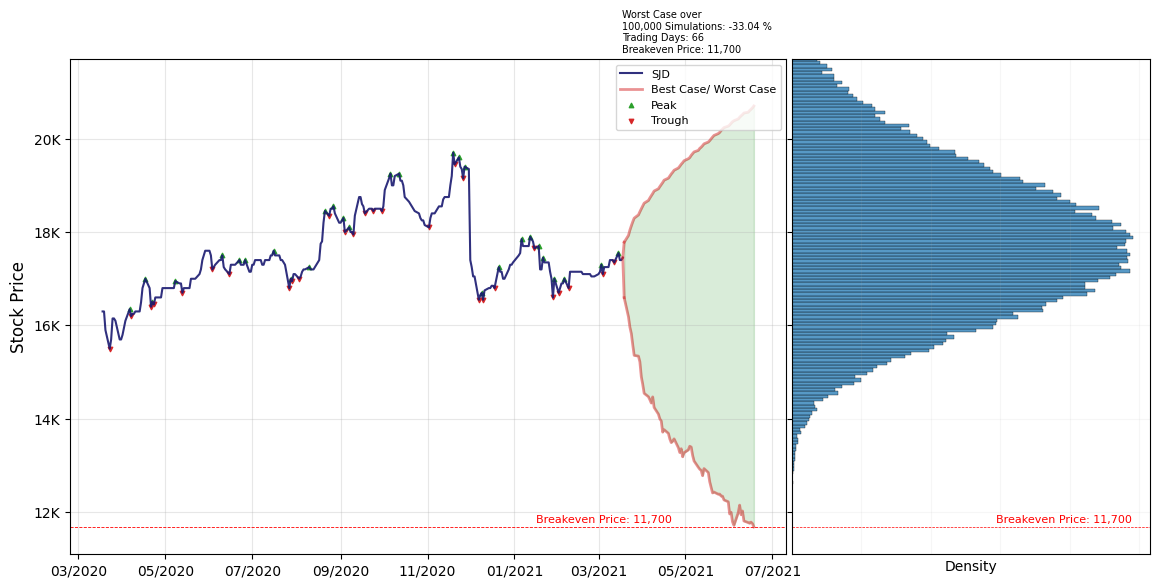 Worst Case over
100,000 Simulations: -33.04 %
Trading Days: 66
Breakeven Price: 11,700
SJD
Best Case/ Worst Case
Peak
Trough
Stock Price
20K
18K
16K
14K
12K
Breakeven Price: 11,700
Breakeven Price: 11,700
03/2020 05/2020 07/2020 09/2020 11/2020 01/2021 03/2021 05/2021 07/2021
Density